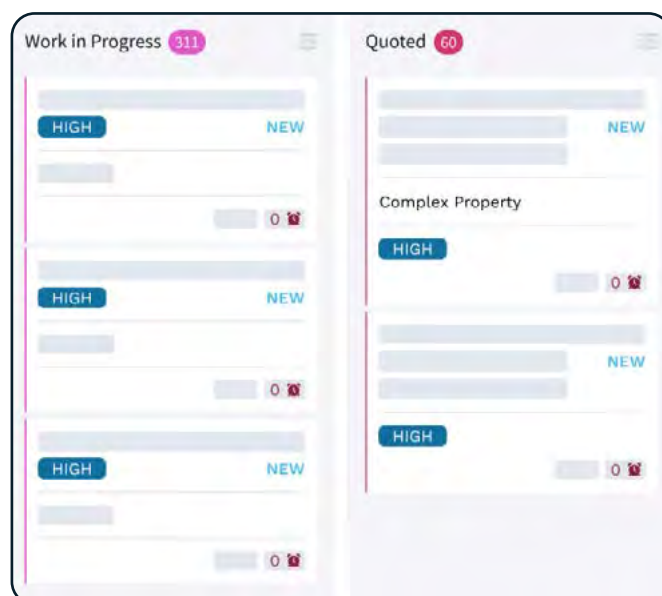 Work in Progress 311
HIGH NEW
0
HIGH NEW
0
HIGH NEW
0
Quoted 60
NEW
Complex Property
HIGH
0
NEW
HIGH
0